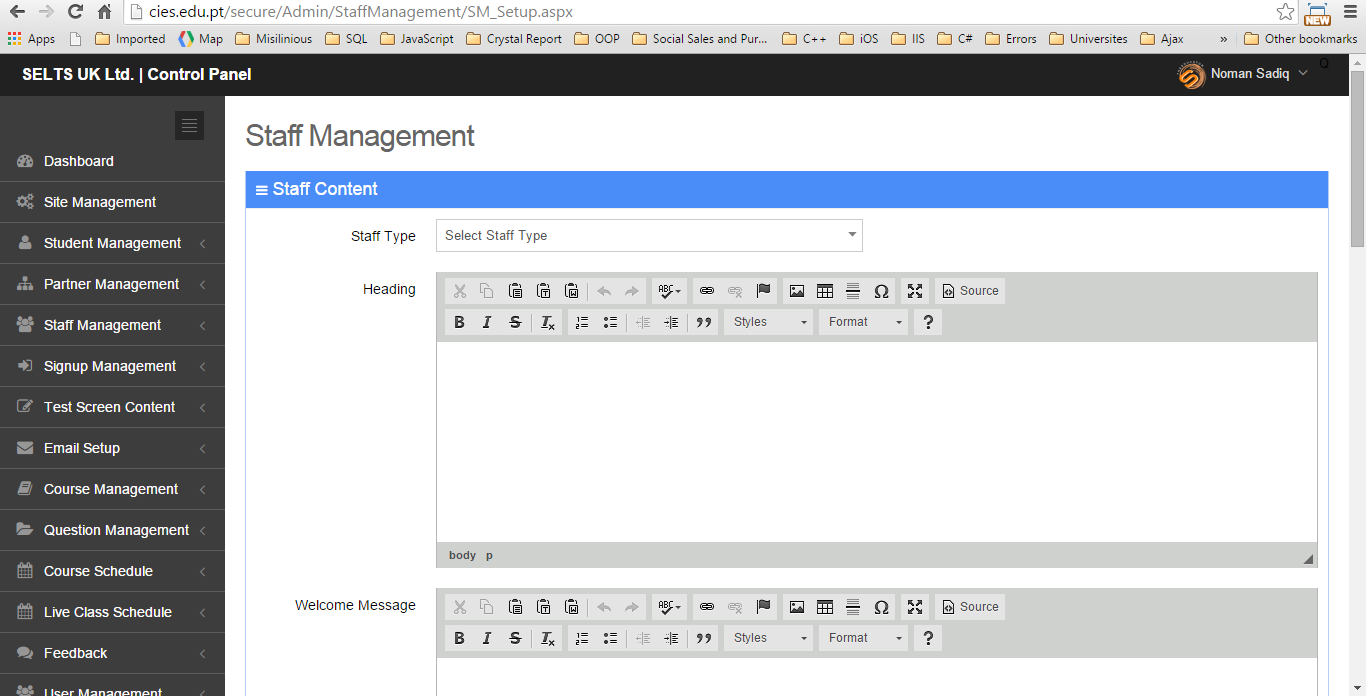 cies.edu.pt/secure/Admin/StaffManagement/SM_Setup.aspx
NEW
Apps Imported Map Misilinious SQL JavaScript Crystal Report OOP Social Sales and Pur... C++ iOS IIS C# Errors Universites Ajax » Other bookmarks
SELTS UK Ltd. | Control Panel
Noman Sadiq
Q
Dashboard
Site Management
Student Management
Partner Management
Staff Management
Signup Management
Test Screen Content
Email Setup
Course Management
Question Management
Course Schedule
Live Class Schedule
Feedback
User Management
Staff Management
Staff Content
Staff Type Select Staff Type
Heading
ABC Ω Source
B I S Tx Styles Format ?
body p
Welcome Message
ABC Ω Source
B I S Tx Styles Format ?